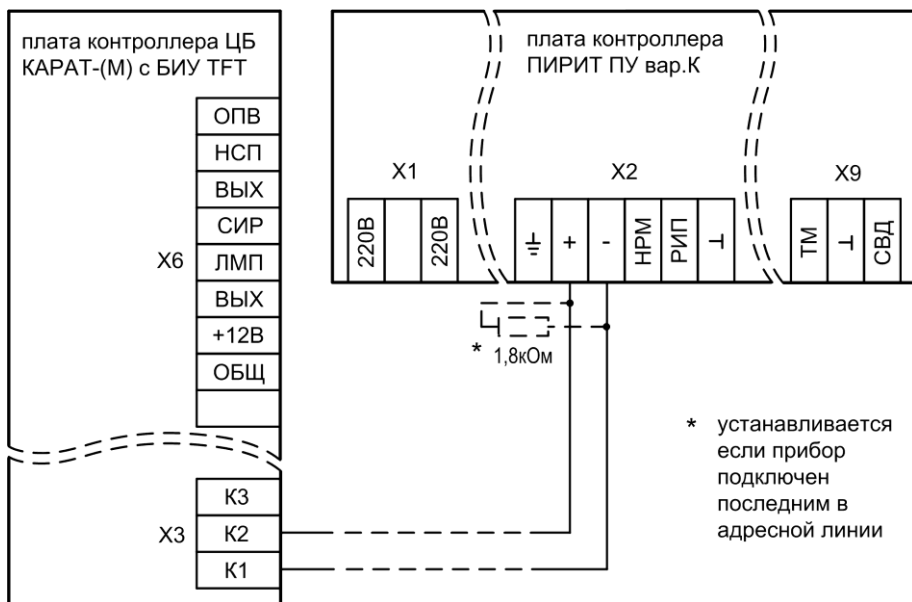 плата контроллера ЦБ
КАРАТ-(М) с БИУ TFT
ОПВ
НСП
ВЫХ
СИР
X6
ЛМП
ВЫХ
+12В
ОБЩ
X3
К3
К2
К1
плата контроллера
ПИРИТ ПУ вар.К
X1
220В
220В
X2
+
-
НРМ
РИП
⊥
X9
ТМ
⊥
СВД
* 1,8кОм
* устанавливается
если прибор
подключен
последним в
адресной линии